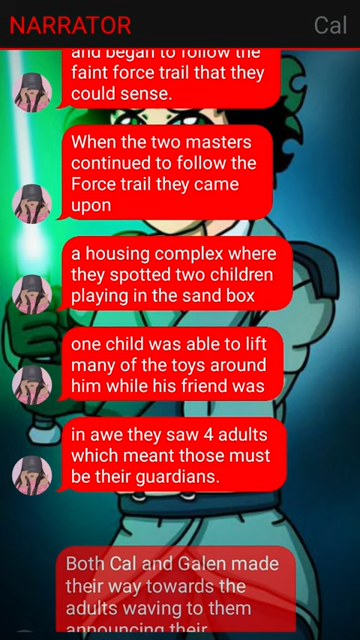 NARRATOR
Cal
and began to follow the
faint force trail that they
could sense.
When the two masters
continued to follow the
Force trail they came
upon
a housing complex where
they spotted two children
playing in the sand box
one child was able to lift
many of the toys around
him while his friend was
in awe they saw 4 adults
which meant those must
be their guardians.
Both Cal and Galen made
their way towards the
adults waving to them
announcing their